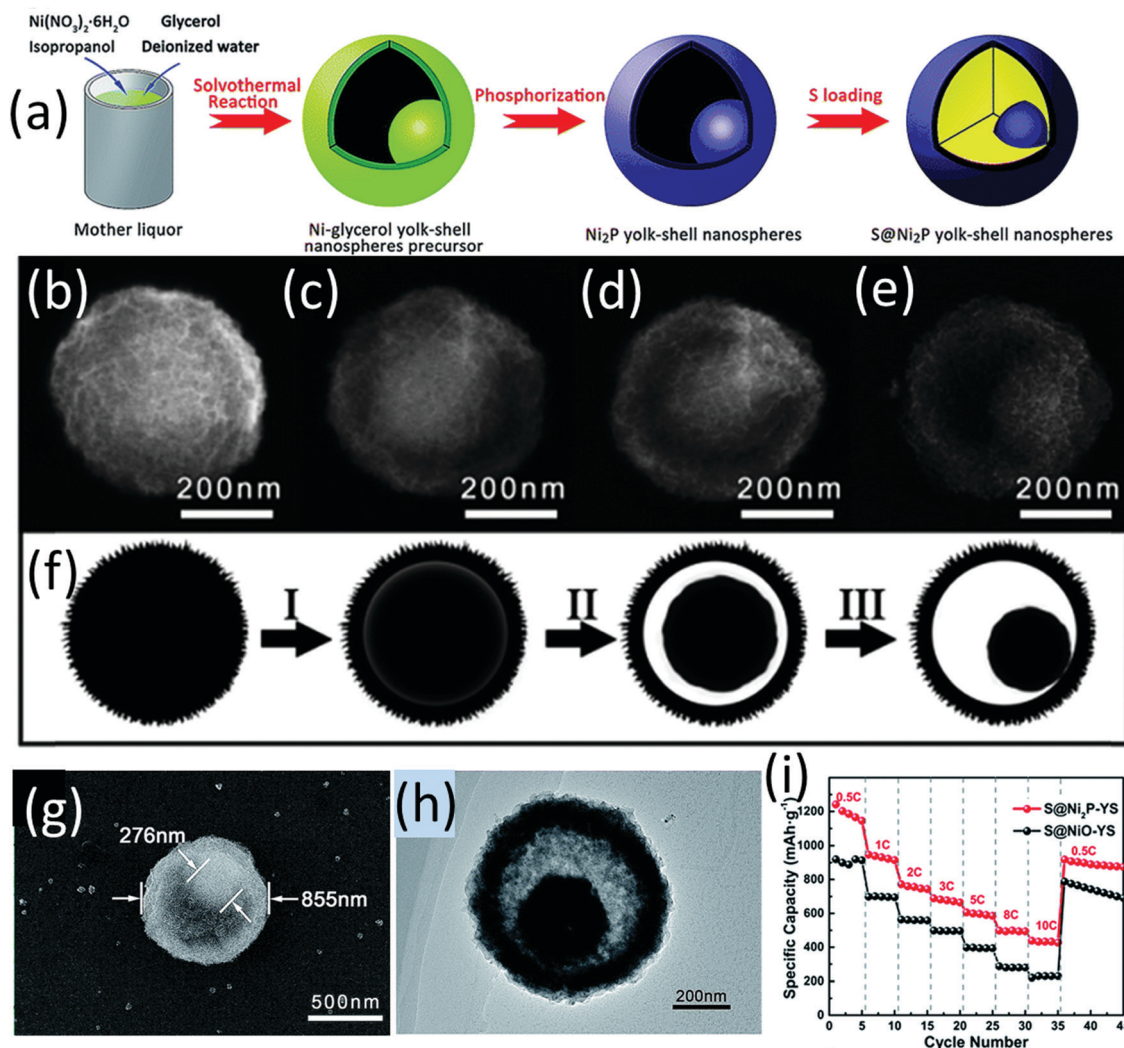 (a)
Ni(NO₃)₂·6H₂O Glycerol
Isopropanol Deionized water
Solvothermal
Reaction
Phosphorization
S loading
Mother liquor
Ni-glycerol yolk-shell
nanospheres precursor
Ni₂P yolk-shell nanospheres
S@Ni₂P yolk-shell nanospheres
(b)
200nm
(c)
200nm
(d)
200nm
(e)
200nm
(f)
I
II
III
(g)
276nm
855nm
500nm
(h)
200nm
(i)
Specific Capacity (mAh·g⁻¹)
1200
1000
800
600
400
200
0
0.5C
1C
2C
3C
5C
8C
10C
0.5C
S@Ni₂P-YS
S@NiO-YS
0 5 10 15 20 25 30 35 40 45
Cycle Number